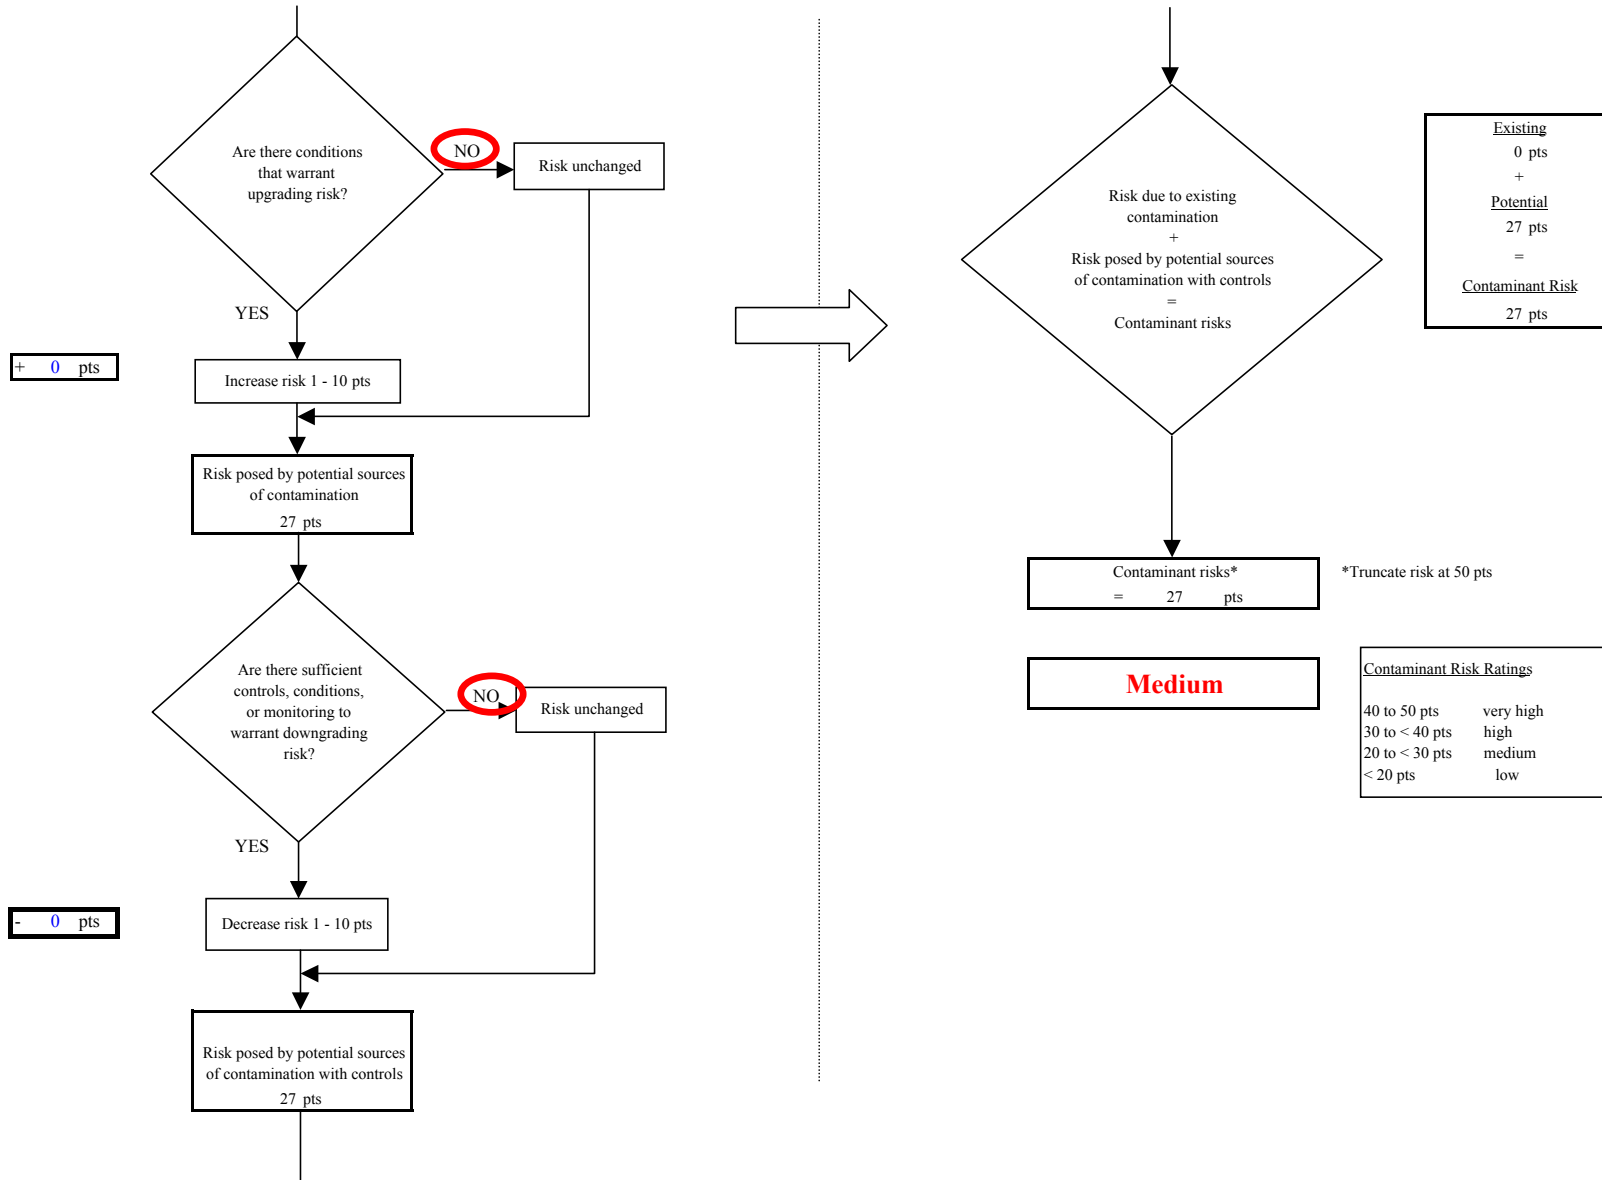 Are there conditions
that warrant
upgrading risk?
NO
Risk unchanged
YES
+ 0 pts
Increase risk 1 - 10 pts
Risk posed by potential sources
of contamination
27 pts
Are there sufficient
controls, conditions,
or monitoring to
warrant downgrading
risk?
NO
Risk unchanged
YES
- 0 pts
Decrease risk 1 - 10 pts
Risk posed by potential sources
of contamination with controls
27 pts
Risk due to existing
contamination
+
Risk posed by potential sources
of contamination with controls
=
Contaminant risks
Existing
0 pts
+
Potential
27 pts
=
Contaminant Risk
27 pts
Contaminant risks*
= 27 pts
*Truncate risk at 50 pts
Medium
Contaminant Risk Ratings
40 to 50 pts very high
30 to < 40 pts high
20 to < 30 pts medium
< 20 pts low